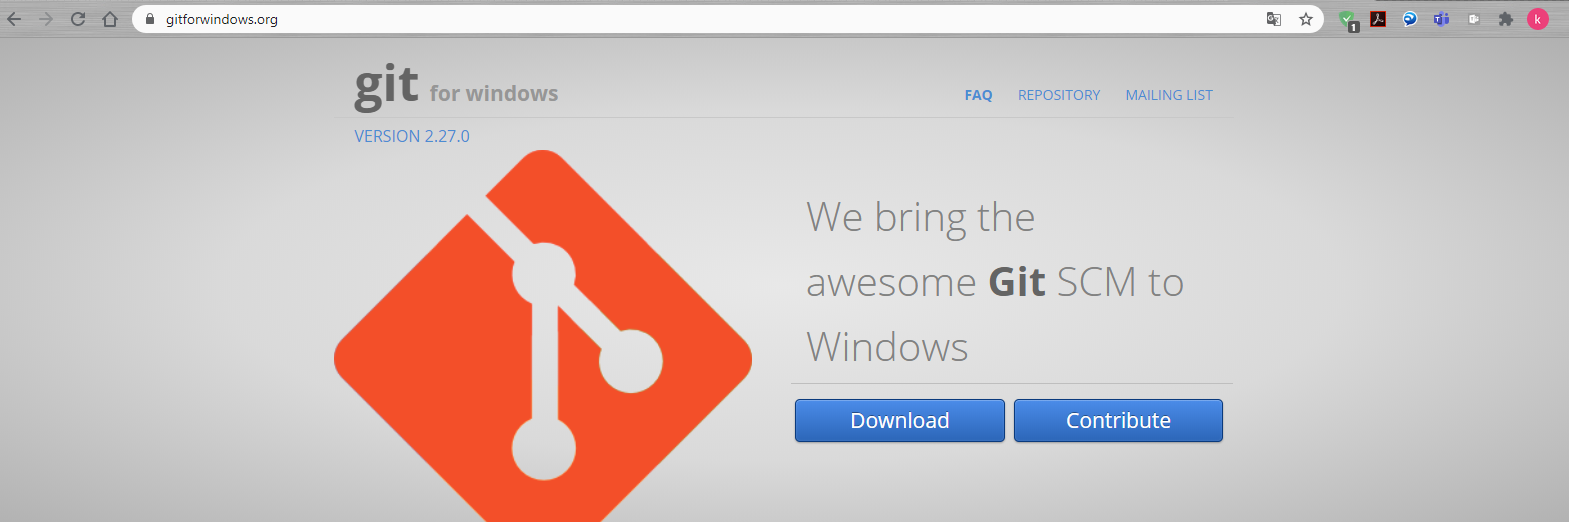 gitforwindows.org
1
k
git for windows
FAQ REPOSITORY MAILING LIST
VERSION 2.27.0
We bring the
awesome Git SCM to
Windows
Download Contribute